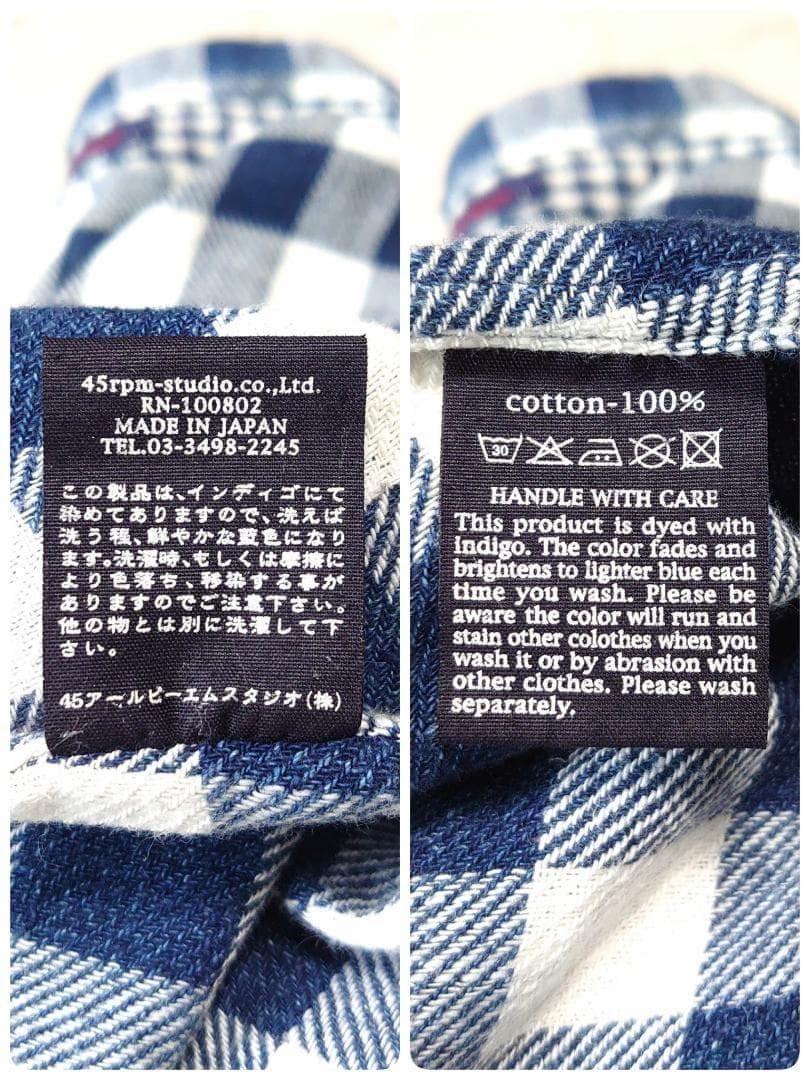 45rpm-studio.co.,Ltd.
RN-100802
MADE IN JAPAN
TEL.03-3498-2245
この製品は、インディゴにて
染めてありますので、洗えば
洗う程、鮮やかな藍色になり
ます。洗濯時、もしくは摩擦に
より色落ち、移染する事が
ありますのでご注意下さい。
他の物とは別に洗濯して下
さい。
45アールピーエムスタジオ(株)
cotton-100%
30
HANDLE WITH CARE
This product is dyed with
indigo. The color fades and
brightens to lighter blue each
time you wash. Please be
aware the color will run and
stain other colothes when you
wash it or by abrasion with
other clothes. Please wash
separately.